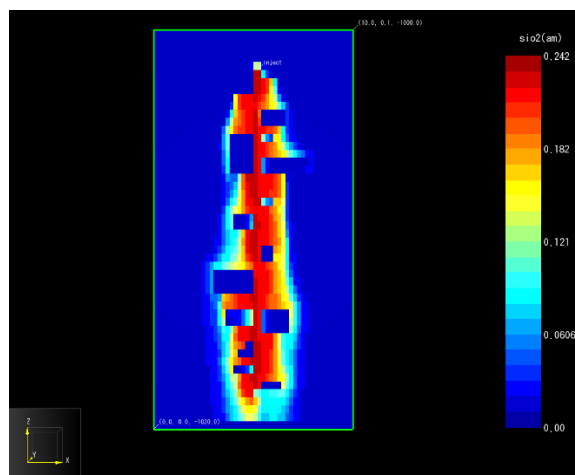 (10.0, 0.1, -1000.0)
sio2(am)
0.242
inject
0.182
0.121
0.0606
0.00
(0.0, 0.0, -1020.0)
Z
Y
X